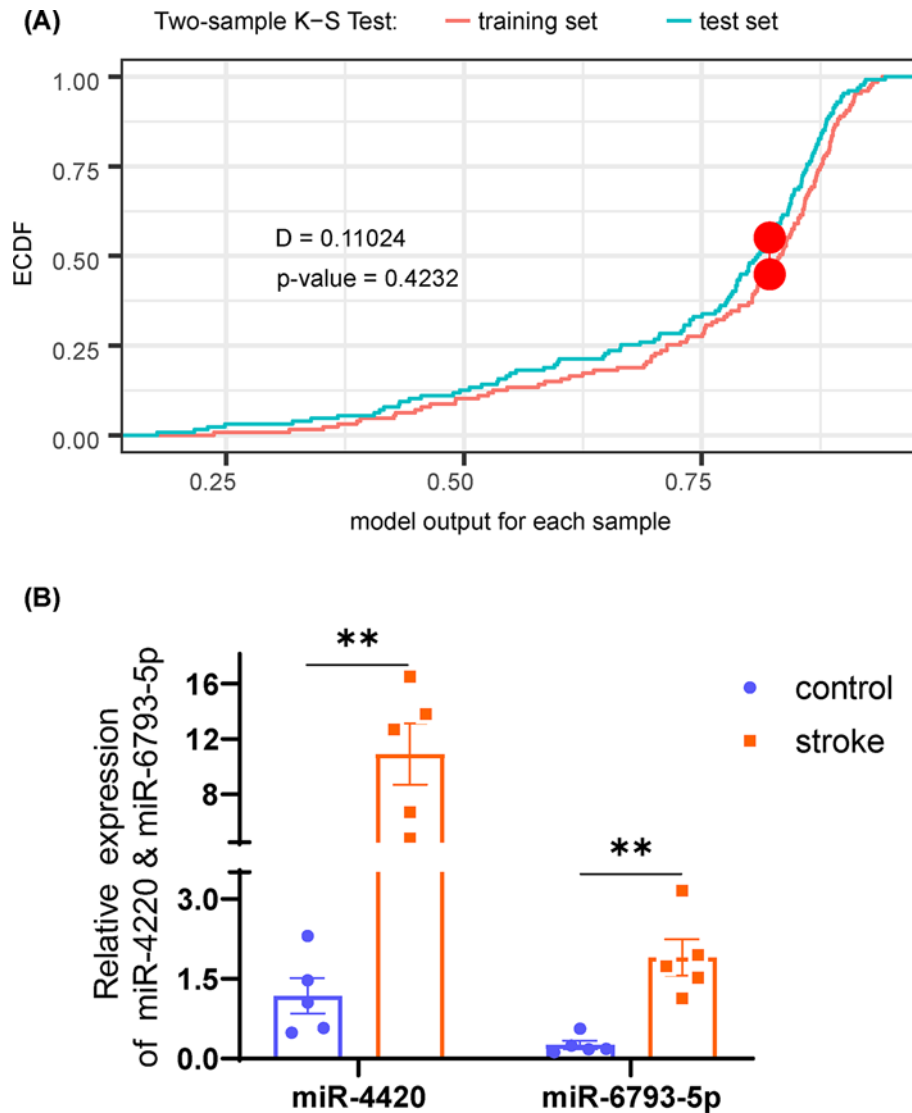 (A) Two-sample K−S Test: training set test set
1.00
0.75
0.50
0.25
0.00
ECDF
D = 0.11024
p-value = 0.4232
0.25 0.50 0.75
model output for each sample
(B)
Relative expression
of miR-4220 & miR-6793-5p
16
12
8
3.0
1.5
0.0
**
**
control
stroke
miR-4420 miR-6793-5p